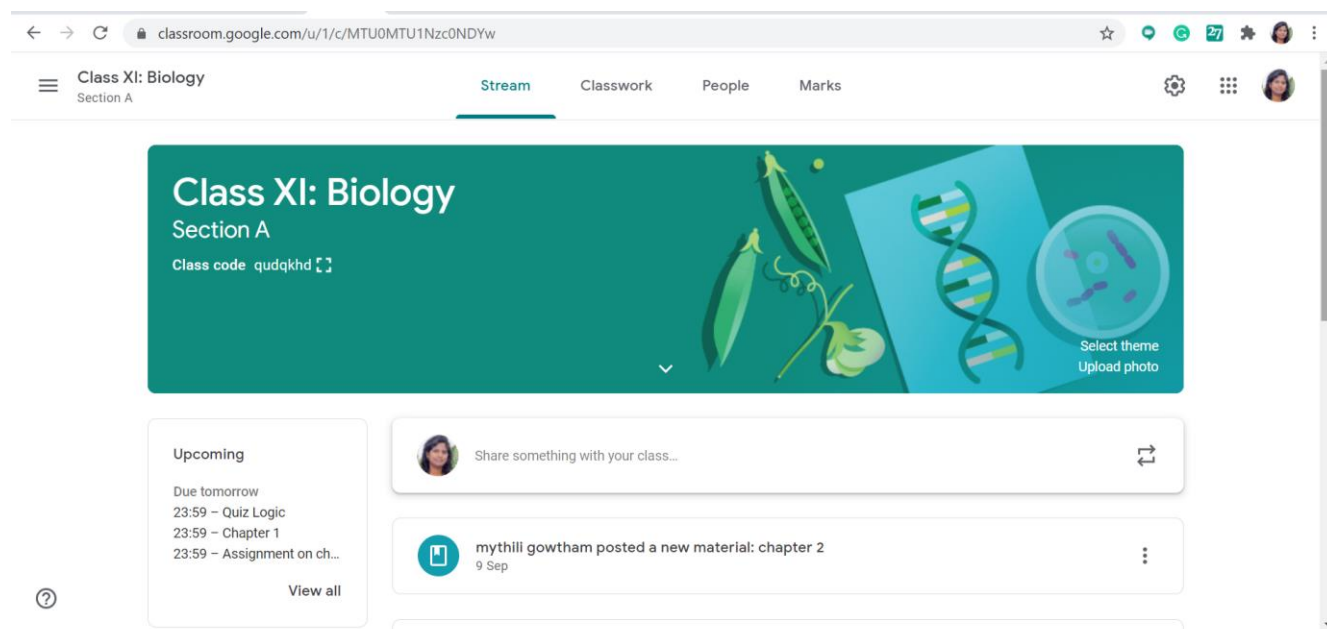 classroom.google.com/u/1/c/MTU0MTU1Nzc0NDYw
27
Class XI: Biology
Section A
Stream Classwork People Marks
Class XI: Biology
Section A
Class code qudqkhd
Select theme
Upload photo
Upcoming
Due tomorrow
23:59 – Quiz Logic
23:59 – Chapter 1
23:59 – Assignment on ch...
View all
Share something with your class...
mythili gowtham posted a new material: chapter 2
9 Sep